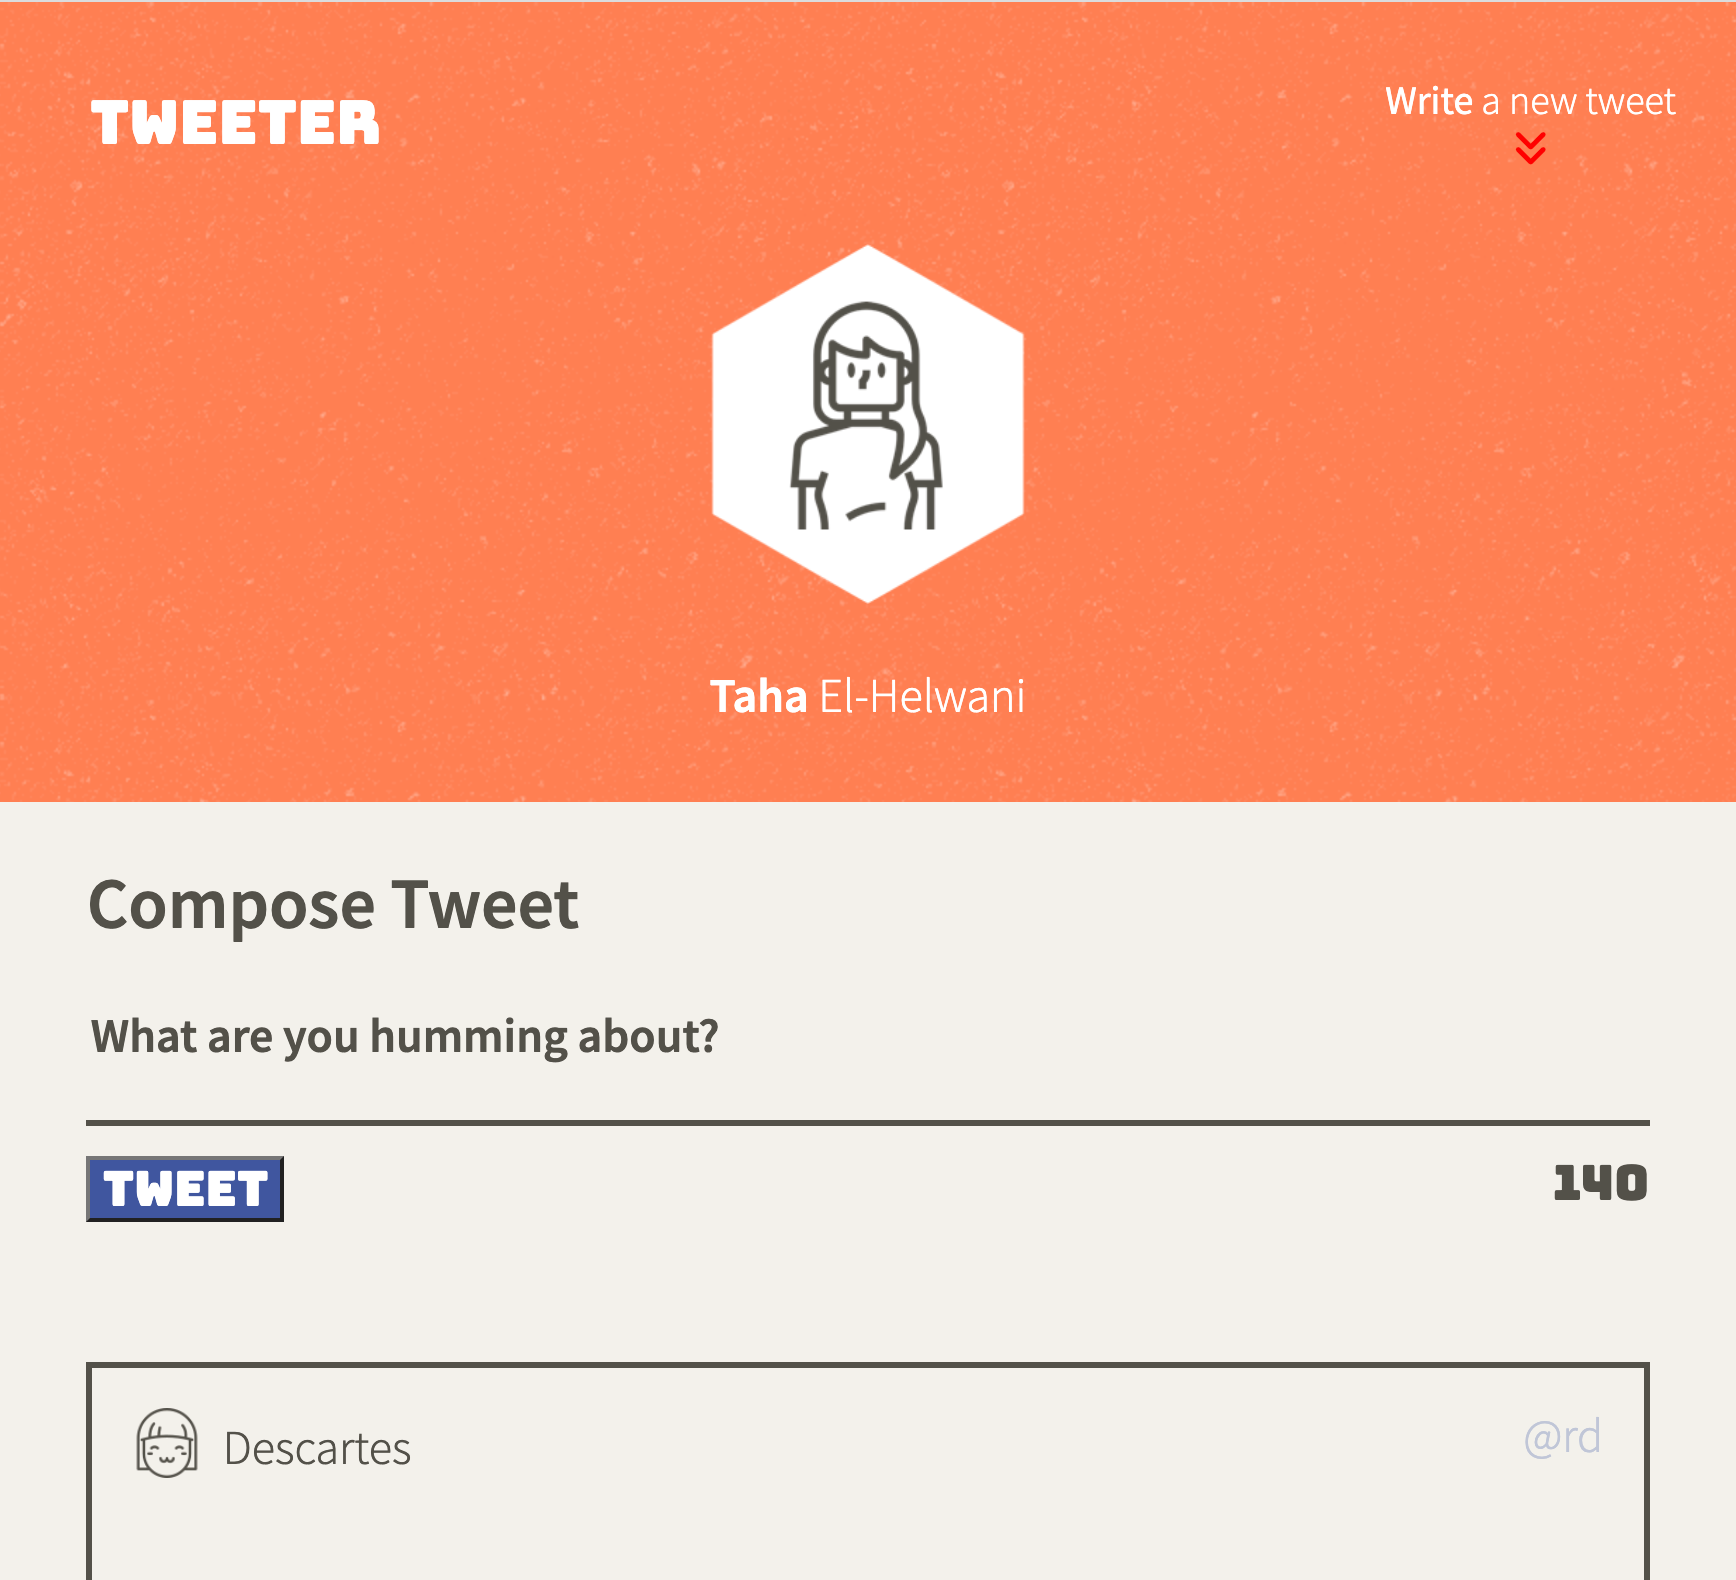 TWEETER
Write a new tweet
Taha El-Helwani
Compose Tweet
What are you humming about?
TWEET
140
Descartes
@rd